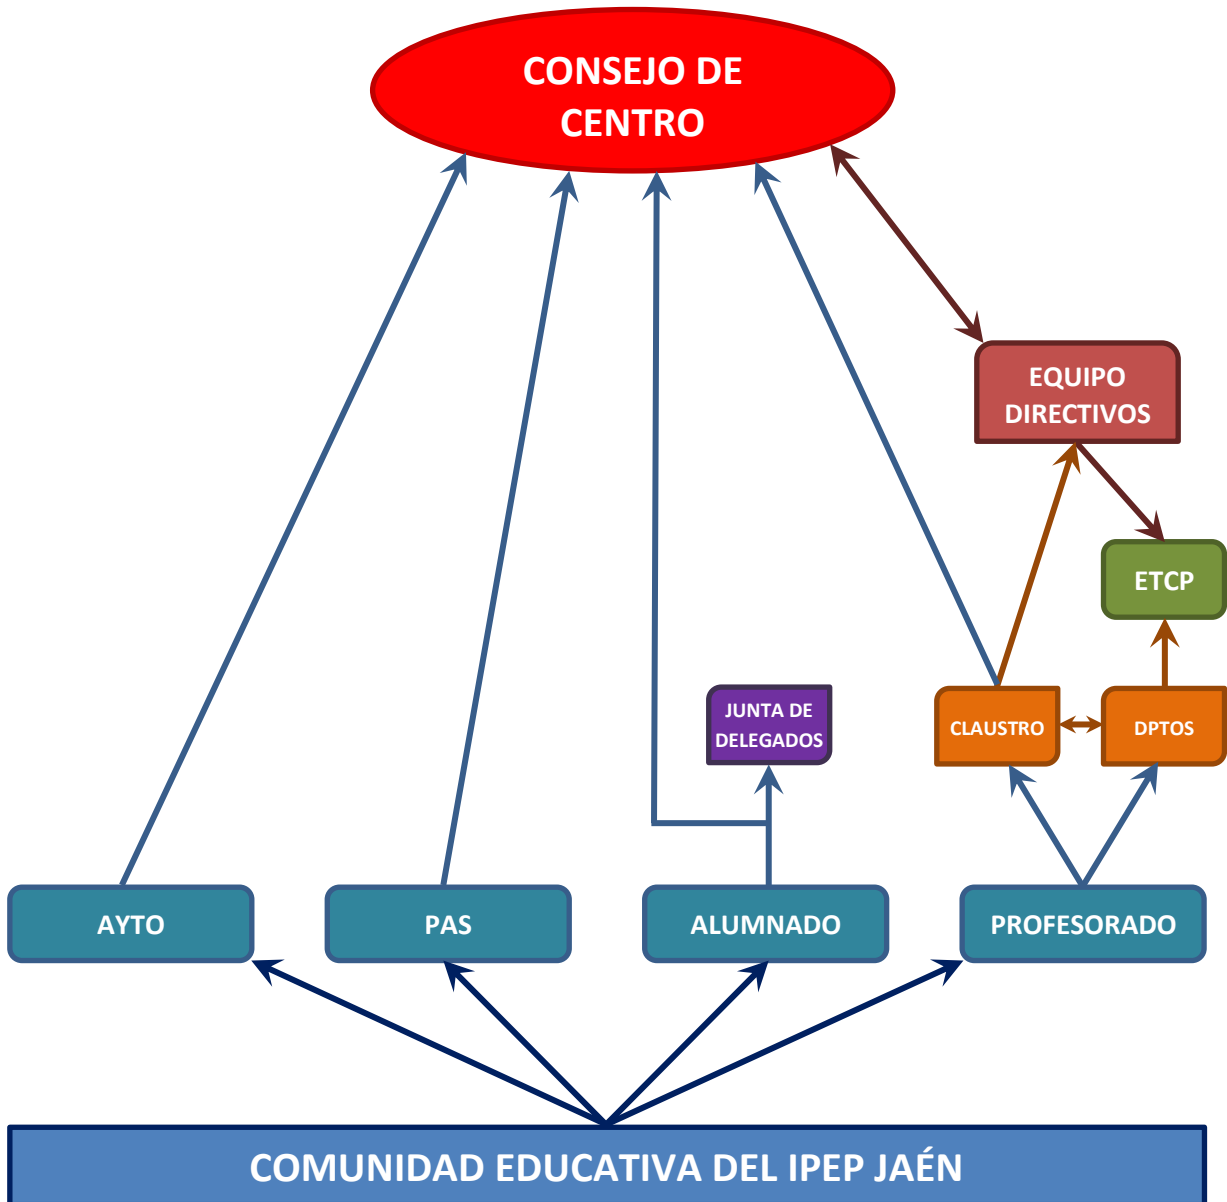 CONSEJO DE
CENTRO
EQUIPO
DIRECTIVOS
ETCP
JUNTA DE
DELEGADOS
CLAUSTRO
DPTOS
AYTO
PAS
ALUMNADO
PROFESORADO
COMUNIDAD EDUCATIVA DEL IPEP JAÉN